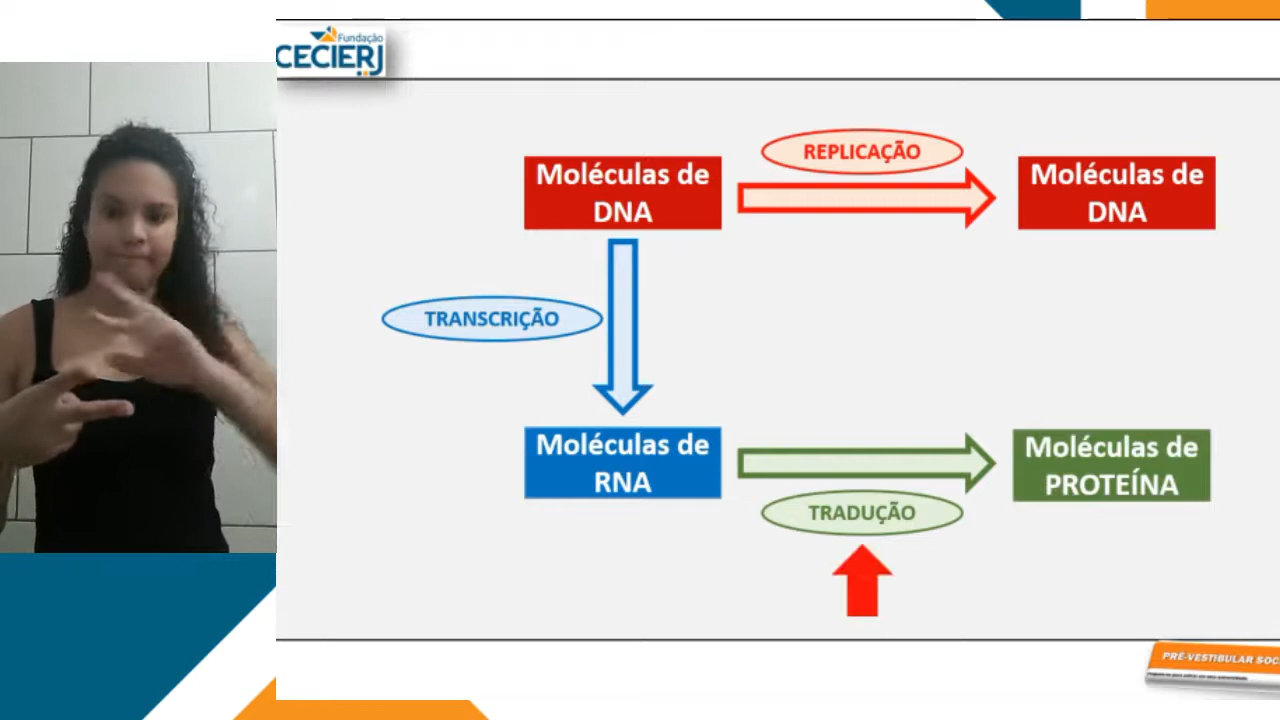 Fundação
CECIERJ
REPLICAÇÃO
Moléculas de
DNA
Moléculas de
DNA
TRANSCRIÇÃO
Moléculas de
RNA
Moléculas de
PROTEÍNA
TRADUÇÃO
PRÉ-VESTIBULAR SOC